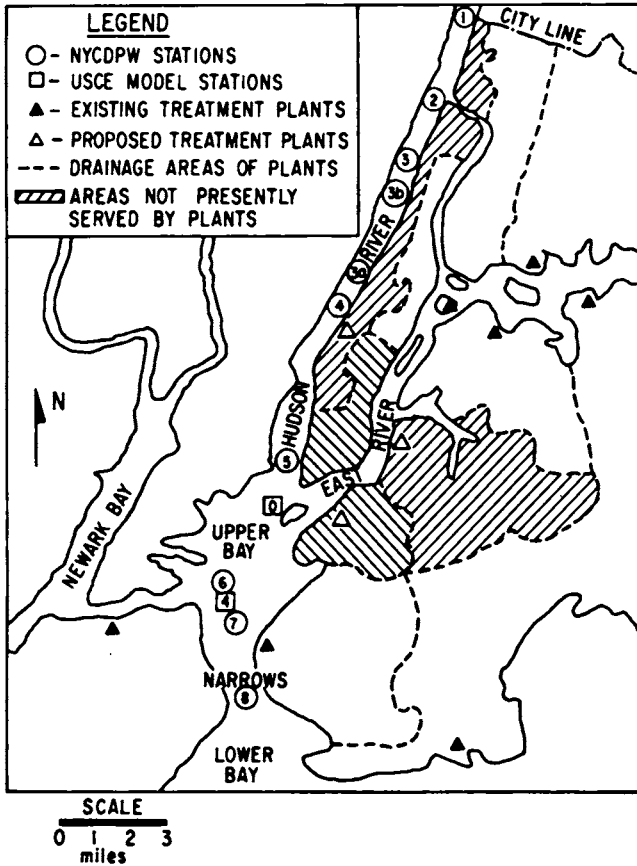 LEGEND
- NYCDPW STATIONS
- USCE MODEL STATIONS
- EXISTING TREATMENT PLANTS
- PROPOSED TREATMENT PLANTS
- DRAINAGE AREAS OF PLANTS
AREAS NOT PRESENTLY
SERVED BY PLANTS
CITY LINE
1
2
3
3b
RIVER
4
N
HUDSON
RIVER
5
EAST
0
NEWARK BAY
UPPER
BAY
6
4
7
NARROWS
8
LOWER
BAY
SCALE
0 1 2 3
miles